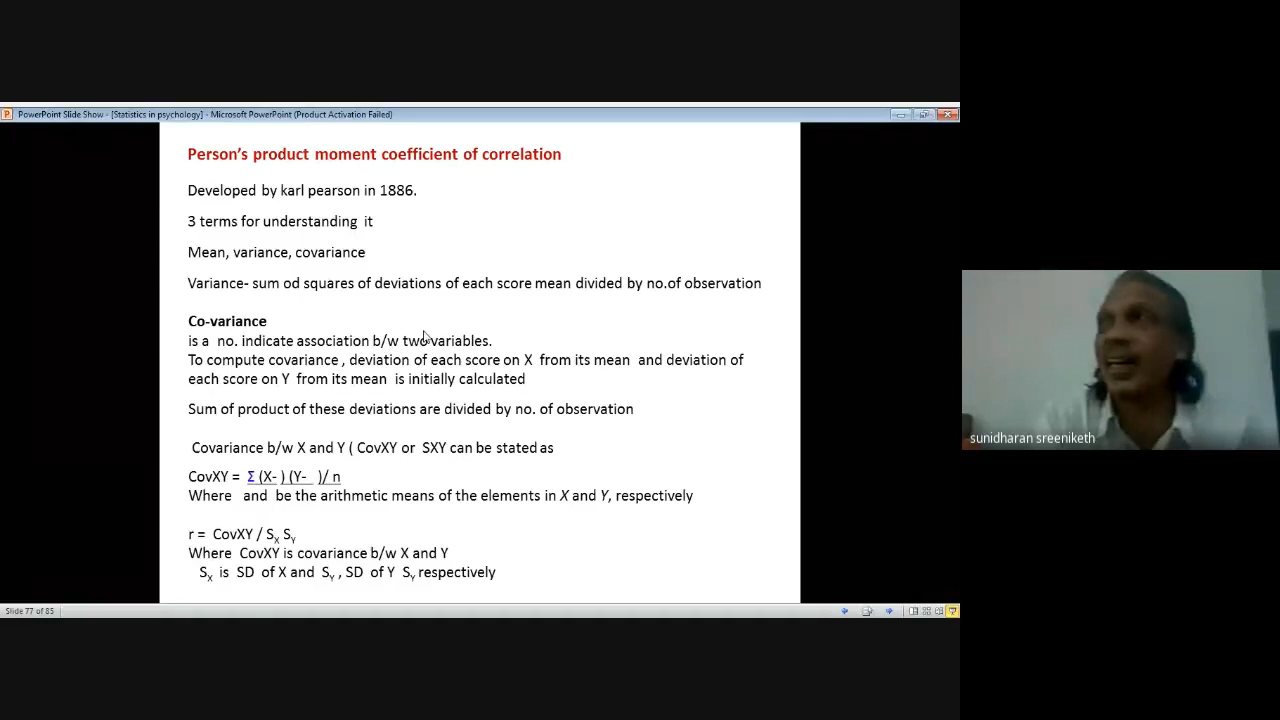 PowerPoint Slide Show - [Statistics in psychology] - Microsoft PowerPoint (Product Activation Failed)
Person's product moment coefficient of correlation
Developed by karl pearson in 1886.
3 terms for understanding it
Mean, variance, covariance
Variance- sum od squares of deviations of each score mean divided by no.of observation
Co-variance
is a no. indicate association b/w two variables.
To compute covariance , deviation of each score on X from its mean and deviation of
each score on Y from its mean is initially calculated
Sum of product of these deviations are divided by no. of observation
Covariance b/w X and Y ( CovXY or SXY can be stated as
CovXY = Σ (X- ) (Y- )/ n
Where and be the arithmetic means of the elements in X and Y, respectively
r = CovXY / SX SY
Where CovXY is covariance b/w X and Y
SX is SD of X and SY , SD of Y SY respectively
Slide 77 of 85
sunidharan sreeniketh